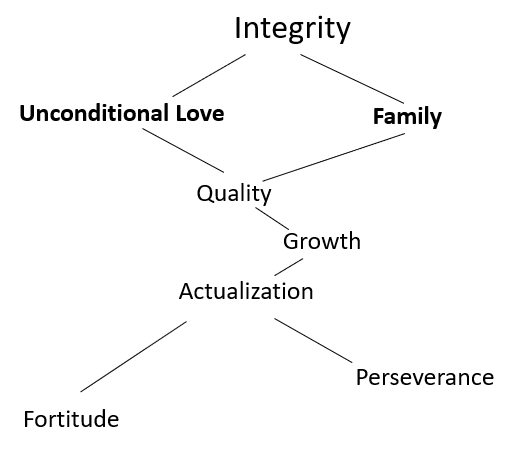 Integrity
Unconditional Love
Family
Quality
Growth
Actualization
Perseverance
Fortitude